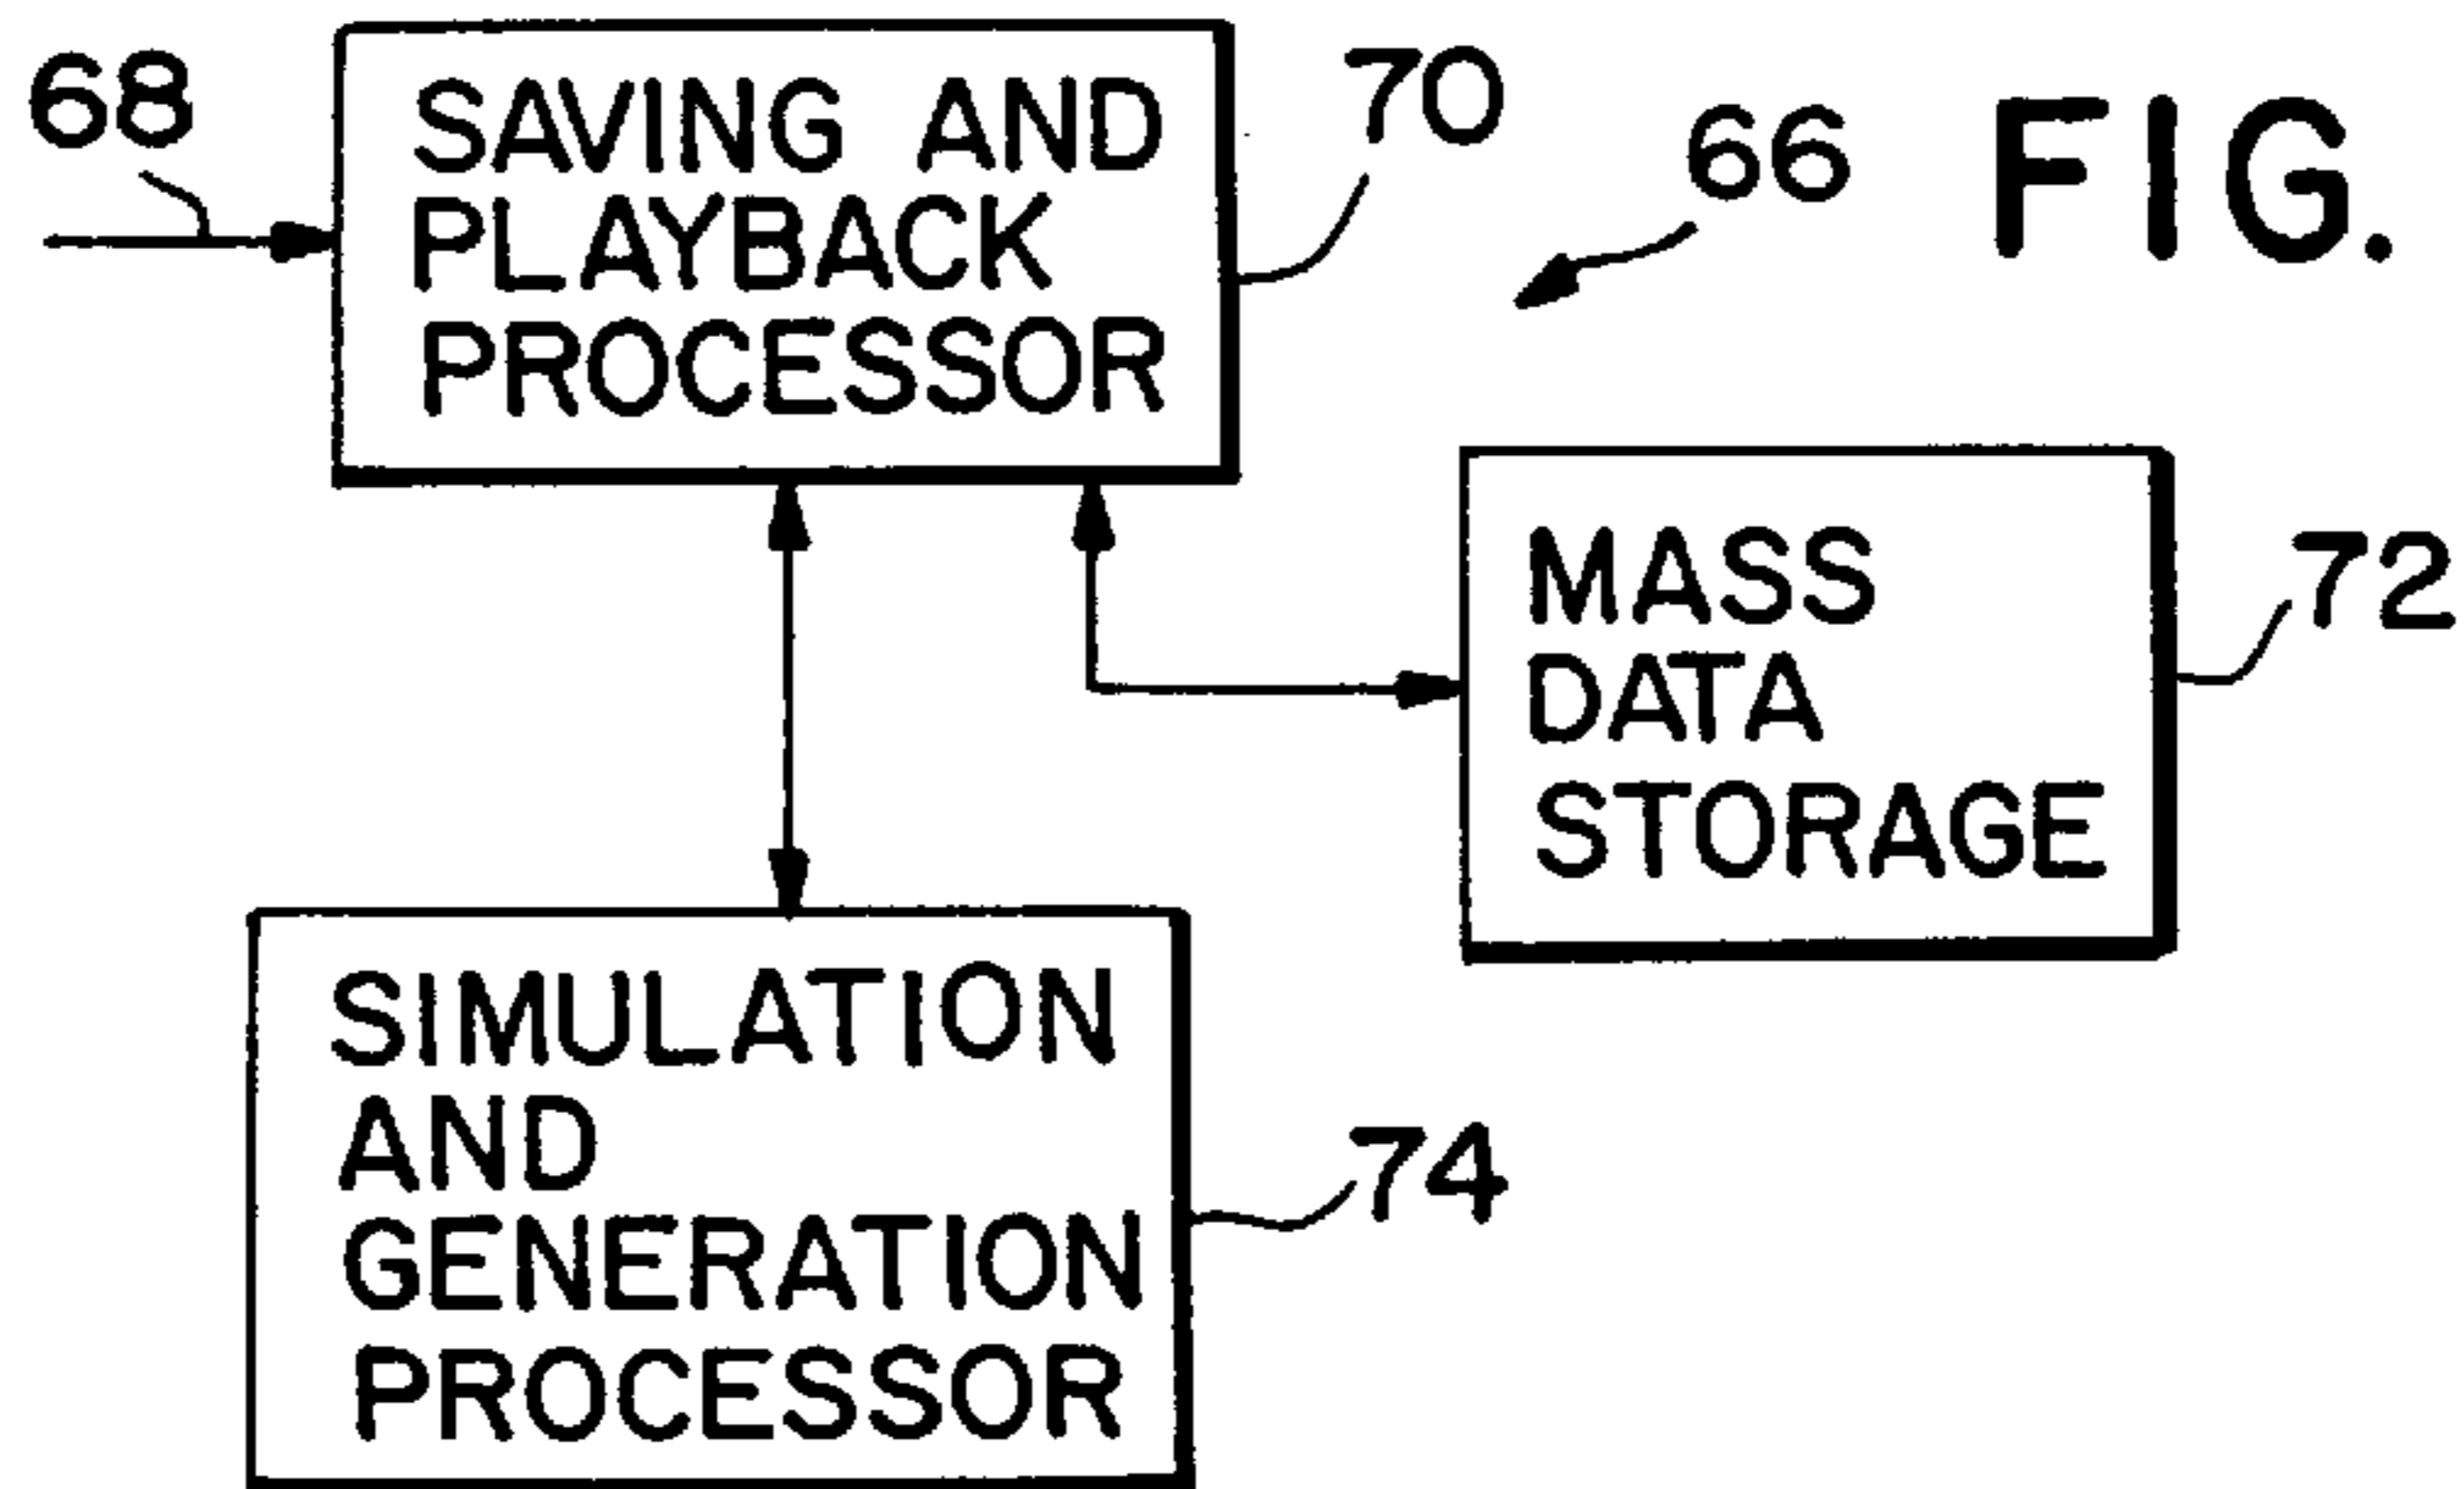 68
SAVING AND
PLAYBACK
PROCESSOR
70
66
FIG.
MASS
DATA
STORAGE
72
SIMULATION
AND
GENERATION
PROCESSOR
74